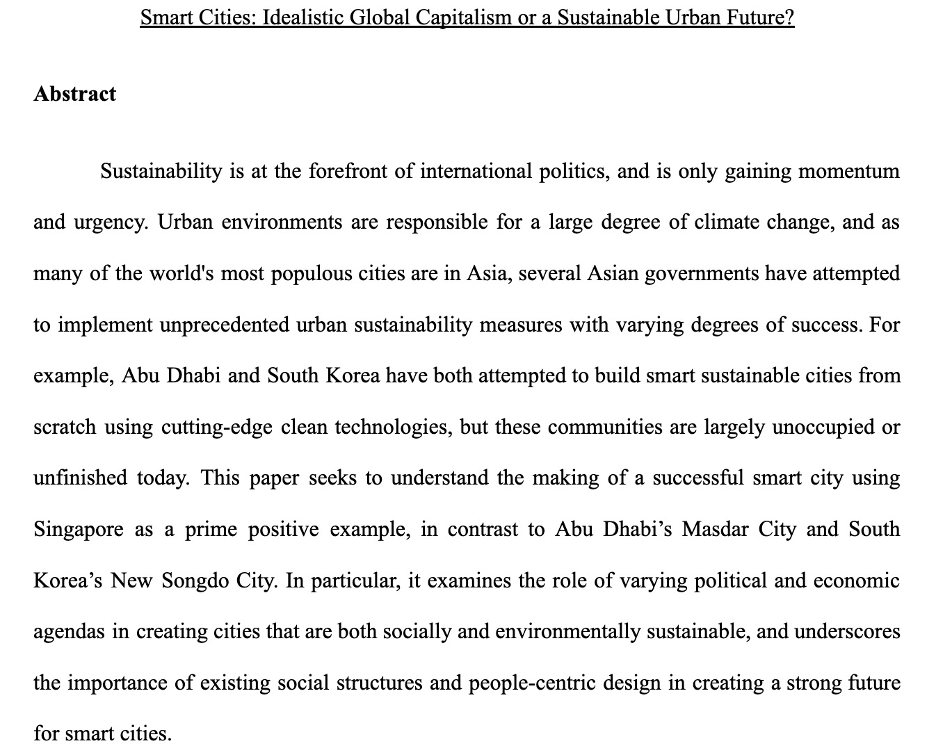 Smart Cities: Idealistic Global Capitalism or a Sustainable Urban Future?
Abstract
Sustainability is at the forefront of international politics, and is only gaining momentum
and urgency. Urban environments are responsible for a large degree of climate change, and as
many of the world's most populous cities are in Asia, several Asian governments have attempted
to implement unprecedented urban sustainability measures with varying degrees of success. For
example, Abu Dhabi and South Korea have both attempted to build smart sustainable cities from
scratch using cutting-edge clean technologies, but these communities are largely unoccupied or
unfinished today. This paper seeks to understand the making of a successful smart city using
Singapore as a prime positive example, in contrast to Abu Dhabi’s Masdar City and South
Korea’s New Songdo City. In particular, it examines the role of varying political and economic
agendas in creating cities that are both socially and environmentally sustainable, and underscores
the importance of existing social structures and people-centric design in creating a strong future
for smart cities.